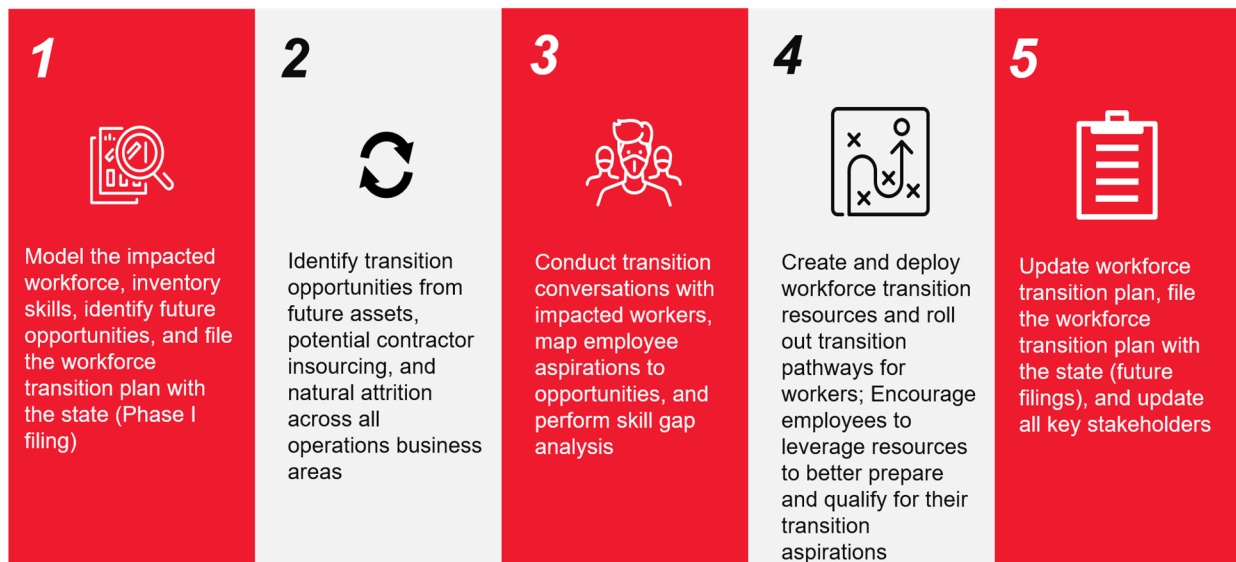 1
Model the impacted
workforce, inventory
skills, identify future
opportunities, and file
the workforce
transition plan with
the state (Phase I
filing)
2
Identify transition
opportunities from
future assets,
potential contractor
insourcing, and
natural attrition
across all
operations business
areas
3
Conduct transition
conversations with
impacted workers,
map employee
aspirations to
opportunities, and
perform skill gap
analysis
4
Create and deploy
workforce transition
resources and roll
out transition
pathways for
workers; Encourage
employees to
leverage resources
to better prepare
and qualify for their
transition
aspirations
5
Update workforce
transition plan, file
the workforce
transition plan with
the state (future
filings), and update
all key stakeholders